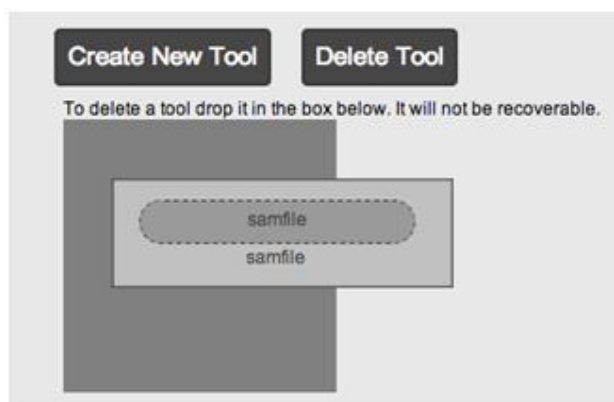 Create New Tool Delete Tool
To delete a tool drop it in the box below. It will not be recoverable.
samfile
samfile